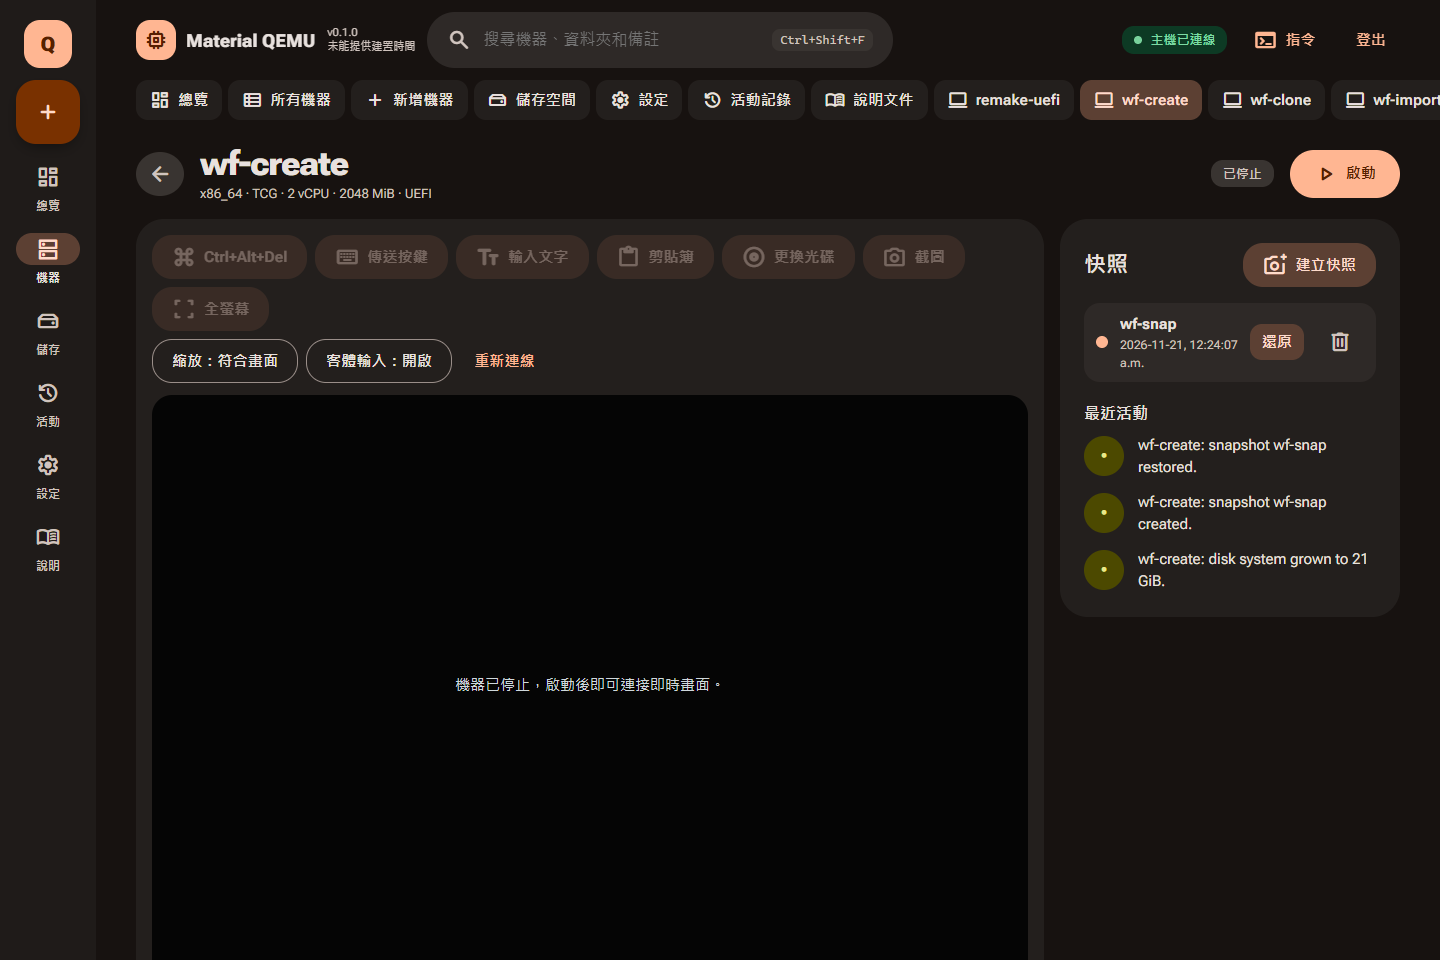 Q
Material QEMU
v0.1.0
未能提供建置時間
搜尋機器、資料夾和備註
Ctrl+Shift+F
主機已連線
指令
登出
總覽
所有機器
新增機器
儲存空間
設定
活動記錄
說明文件
remake-uefi
wf-create
wf-clone
wf-import
總覽
機器
儲存
活動
設定
說明
wf-create
x86_64 · TCG · 2 vCPU · 2048 MiB · UEFI
已停止
啟動
Ctrl+Alt+Del
傳送按鍵
輸入文字
剪貼簿
更換光碟
截圖
全螢幕
縮放：符合畫面
客體輸入：開啟
重新連線
機器已停止，啟動後即可連接即時畫面。
快照
建立快照
wf-snap
2026-11-21, 12:24:07
a.m.
還原
最近活動
wf-create: snapshot wf-snap
restored.
wf-create: snapshot wf-snap
created.
wf-create: disk system grown to 21
GiB.